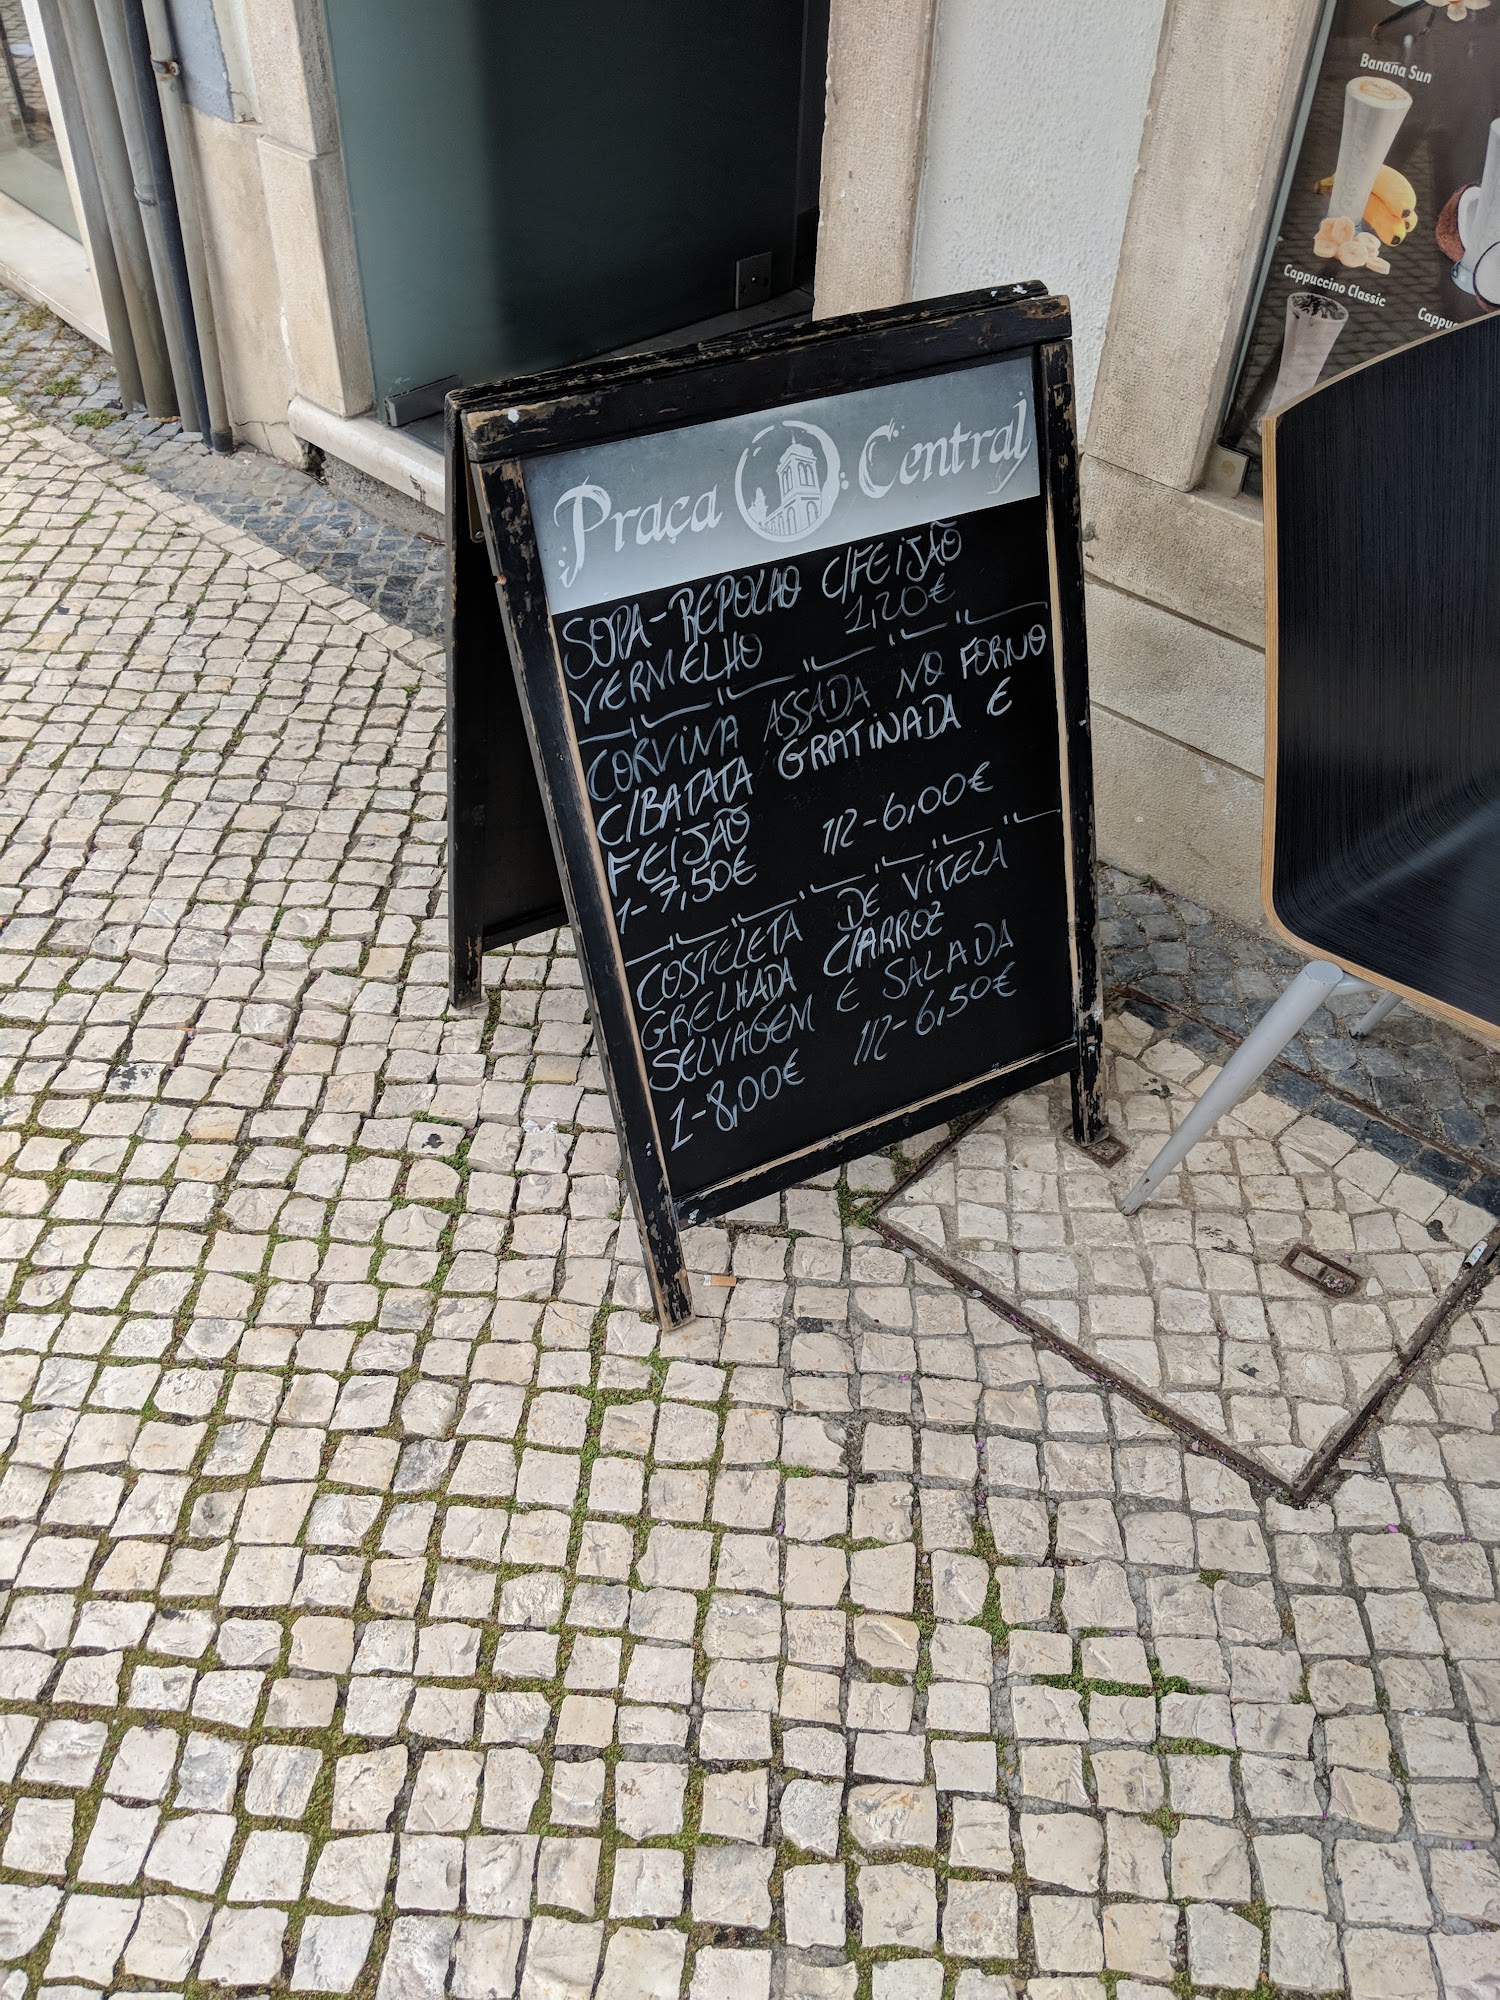 Praça Central
SOPA-REPOLHO C/FEIJÃO
VERMELHO 1,20€
CORVINA ASSADA NO FORNO
C/BATATA GRATINADA E
FEIJÃO
1-7,50€ 1/2-6,00€
COSTELETA DE VITELA
GRELHADA C/ARROZ
SELVAGEM E SALADA
1-8,00€ 1/2-6,50€
Banana Sun
Cappuccino Classic